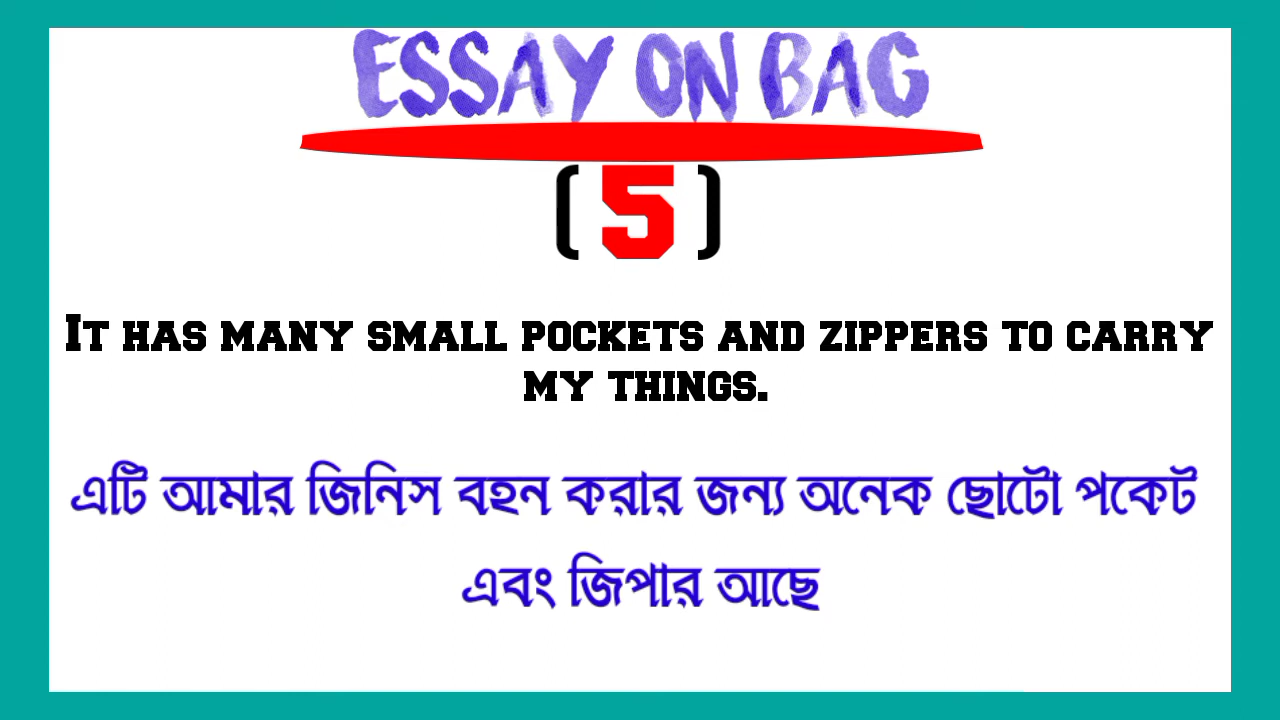 ESSAY ON BAG
(5)
It has many small pockets and zippers to carry
my things.
এটি আমার জিনিস বহন করার জন্য অনেক ছোটো পকেট
এবং জিপার আছে